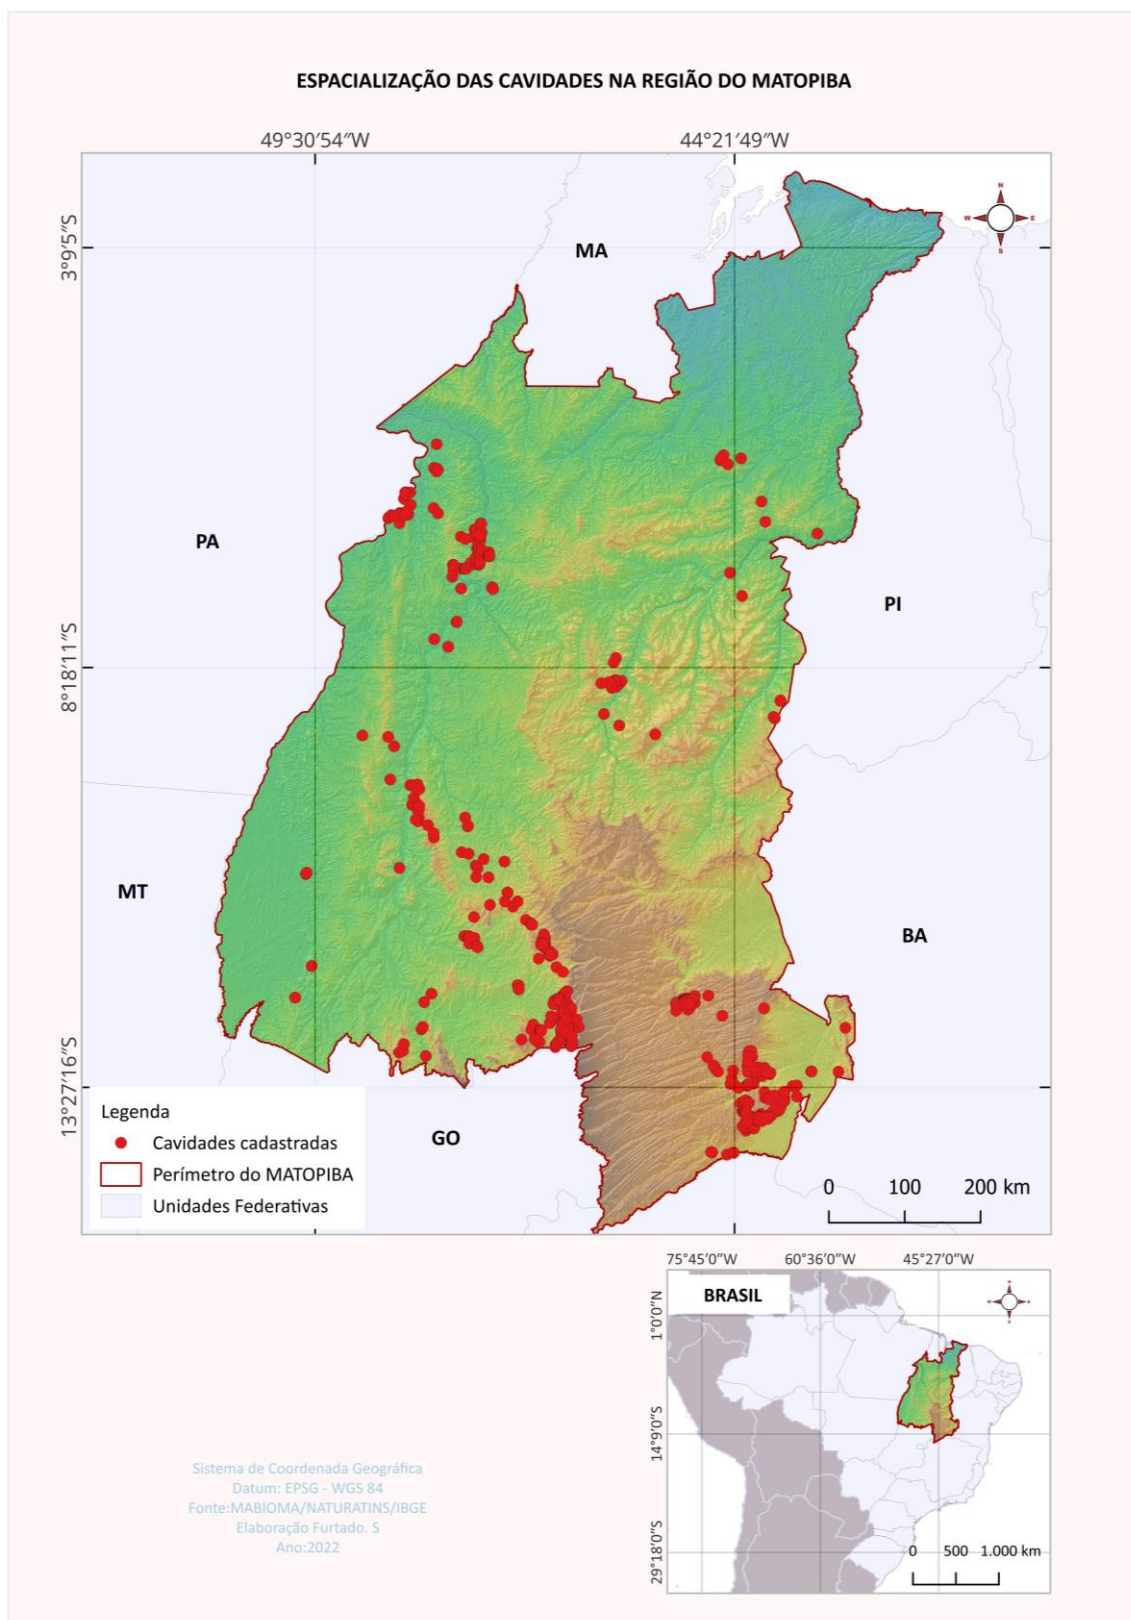 ESPACIALIZAÇÃO DAS CAVIDADES NA REGIÃO DO MATOPIBA
49°30′54″W 44°21′49″W
3°9′5″S
8°18′11″S
13°27′16″S
N
W E
S
MA
PA
PI
MT
BA
GO
Legenda
Cavidades cadastradas
Perímetro do MATOPIBA
Unidades Federativas
0 100 200 km
75°45′0″W 60°36′0″W 45°27′0″W
BRASIL
1°0′0″N
14°9′0″S
29°18′0″S
0 500 1.000 km
Sistema de Coordenada Geográfica
Datum: EPSG - WGS 84
Fonte:MABIOMA/NATURATINS/IBGE
Elaboração Furtado. S
Ano:2022